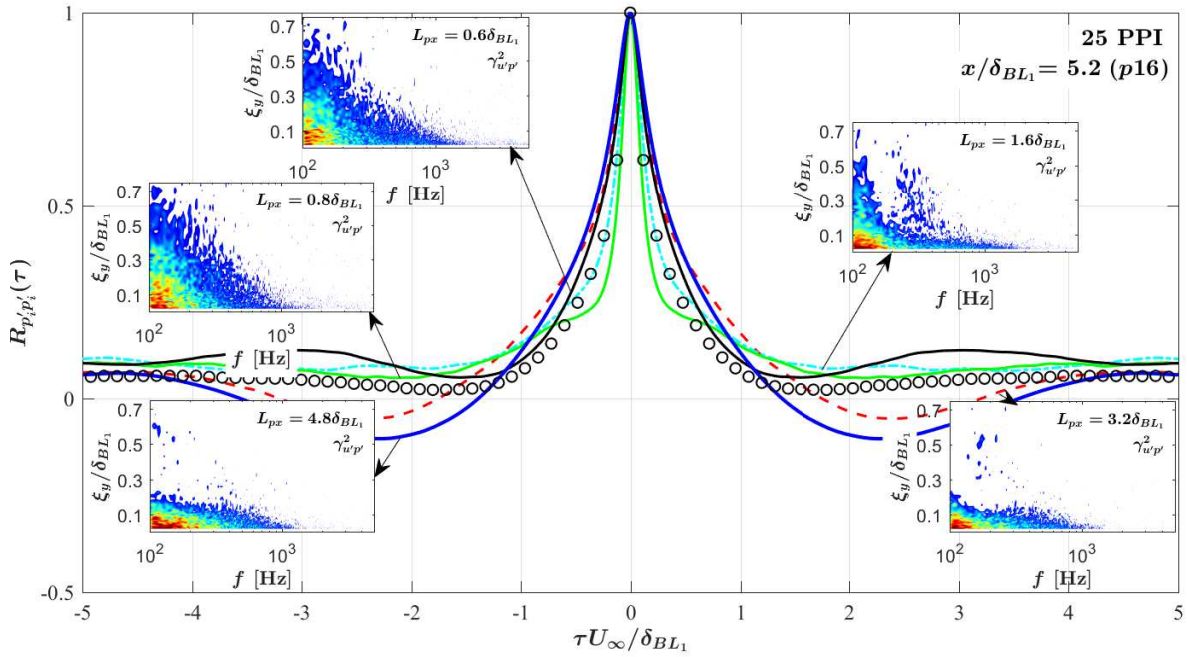 25 PPI
x/δ_{BL_1} = 5.2 (p16)
R_{p'_i p'_i}(τ)
1
0.5
0
-0.5
-5 -4 -3 -2 -1 0 1 2 3 4 5
τU_∞/δ_{BL_1}
L_{px} = 0.6δ_{BL_1}
γ²_{u'p'}
ξ_y/δ_{BL_1}
0.7
0.5
0.3
0.1
10² 10³
f [Hz]
L_{px} = 0.8δ_{BL_1}
γ²_{u'p'}
ξ_y/δ_{BL_1}
0.7
0.5
0.3
0.1
10² 10³
f [Hz]
L_{px} = 1.6δ_{BL_1}
γ²_{u'p'}
ξ_y/δ_{BL_1}
0.7
0.5
0.3
0.1
10² 10³
f [Hz]
L_{px} = 4.8δ_{BL_1}
γ²_{u'p'}
ξ_y/δ_{BL_1}
0.7
0.5
0.3
0.1
10² 10³
f [Hz]
L_{px} = 3.2δ_{BL_1}
γ²_{u'p'}
ξ_y/δ_{BL_1}
0.7
0.5
0.3
0.1
10² 10³
f [Hz]